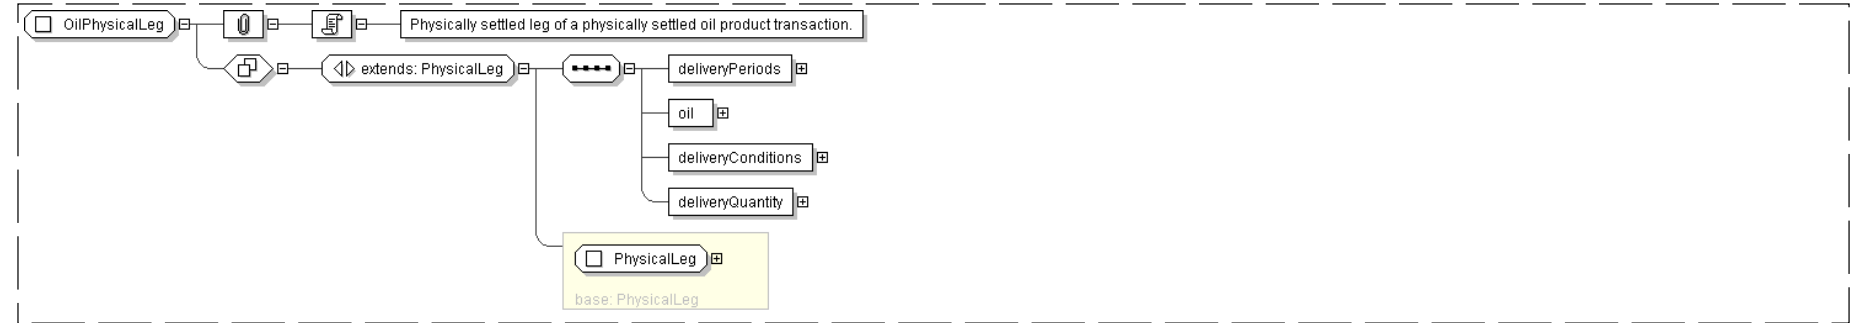 OilPhysicalLeg
Physically settled leg of a physically settled oil product transaction.
extends: PhysicalLeg
deliveryPeriods
oil
deliveryConditions
deliveryQuantity
PhysicalLeg
base: PhysicalLeg